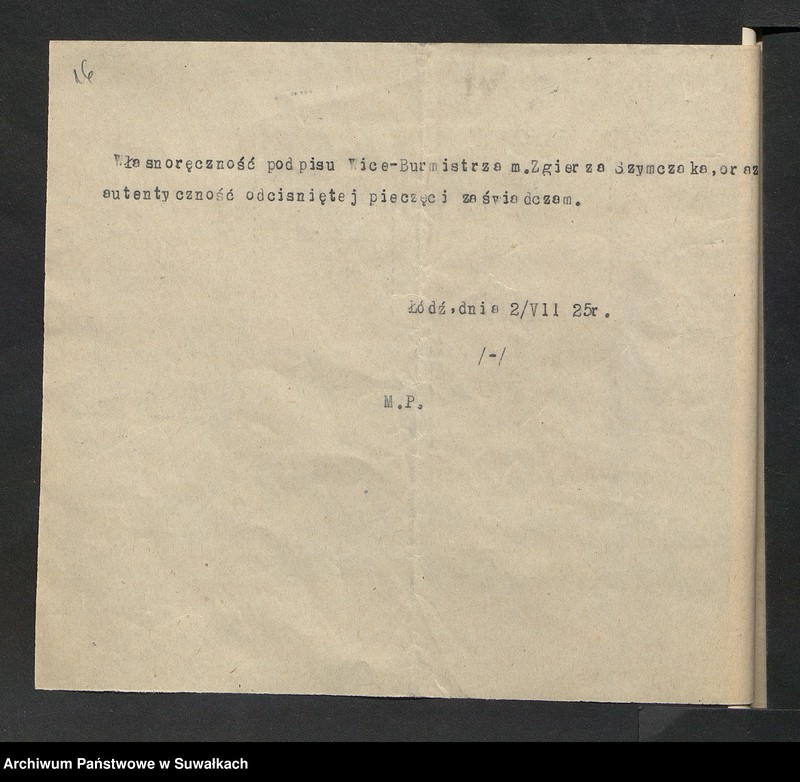 16
Własnoręczność podpisu Wice-Burmistrza m.Zgierza Szymczaka,oraz
autentyczność odcisniętej pieczęci zaświadczam.
Łódź,dnia 2/VII 25r.
/-/
M.P.
Archiwum Państwowe w Suwałkach